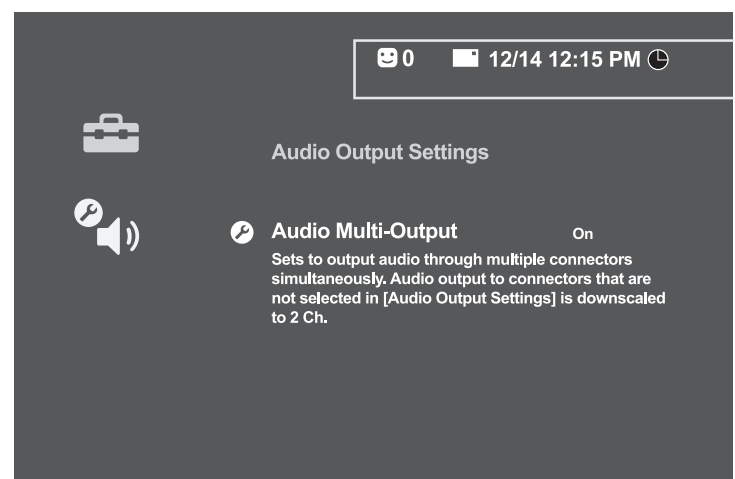 0 12/14 12:15 PM
Audio Output Settings
Audio Multi-Output On
Sets to output audio through multiple connectors
simultaneously. Audio output to connectors that are
not selected in [Audio Output Settings] is downscaled
to 2 Ch.